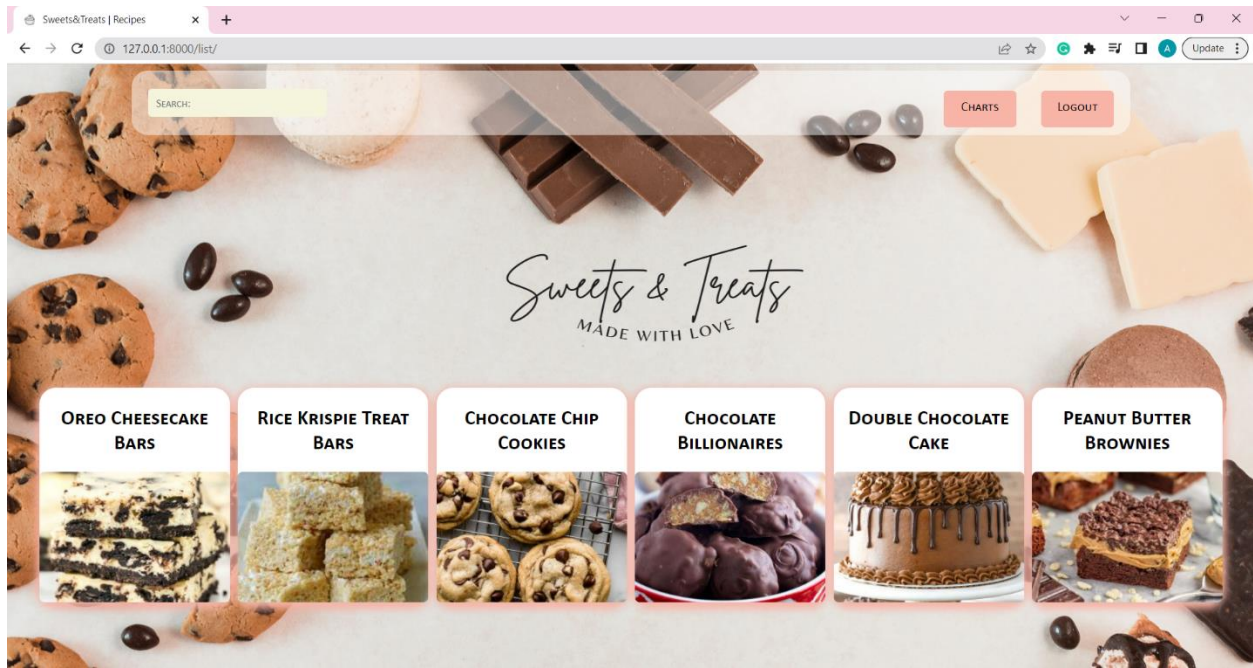 Sweets&Treats | Recipes
127.0.0.1:8000/list/
A
Update
Search:
Charts
Logout
Sweets & Treats
MADE WITH LOVE
Oreo Cheesecake
Bars
Rice Krispie Treat
Bars
Chocolate Chip
Cookies
Chocolate
Billionaires
Double Chocolate
Cake
Peanut Butter
Brownies